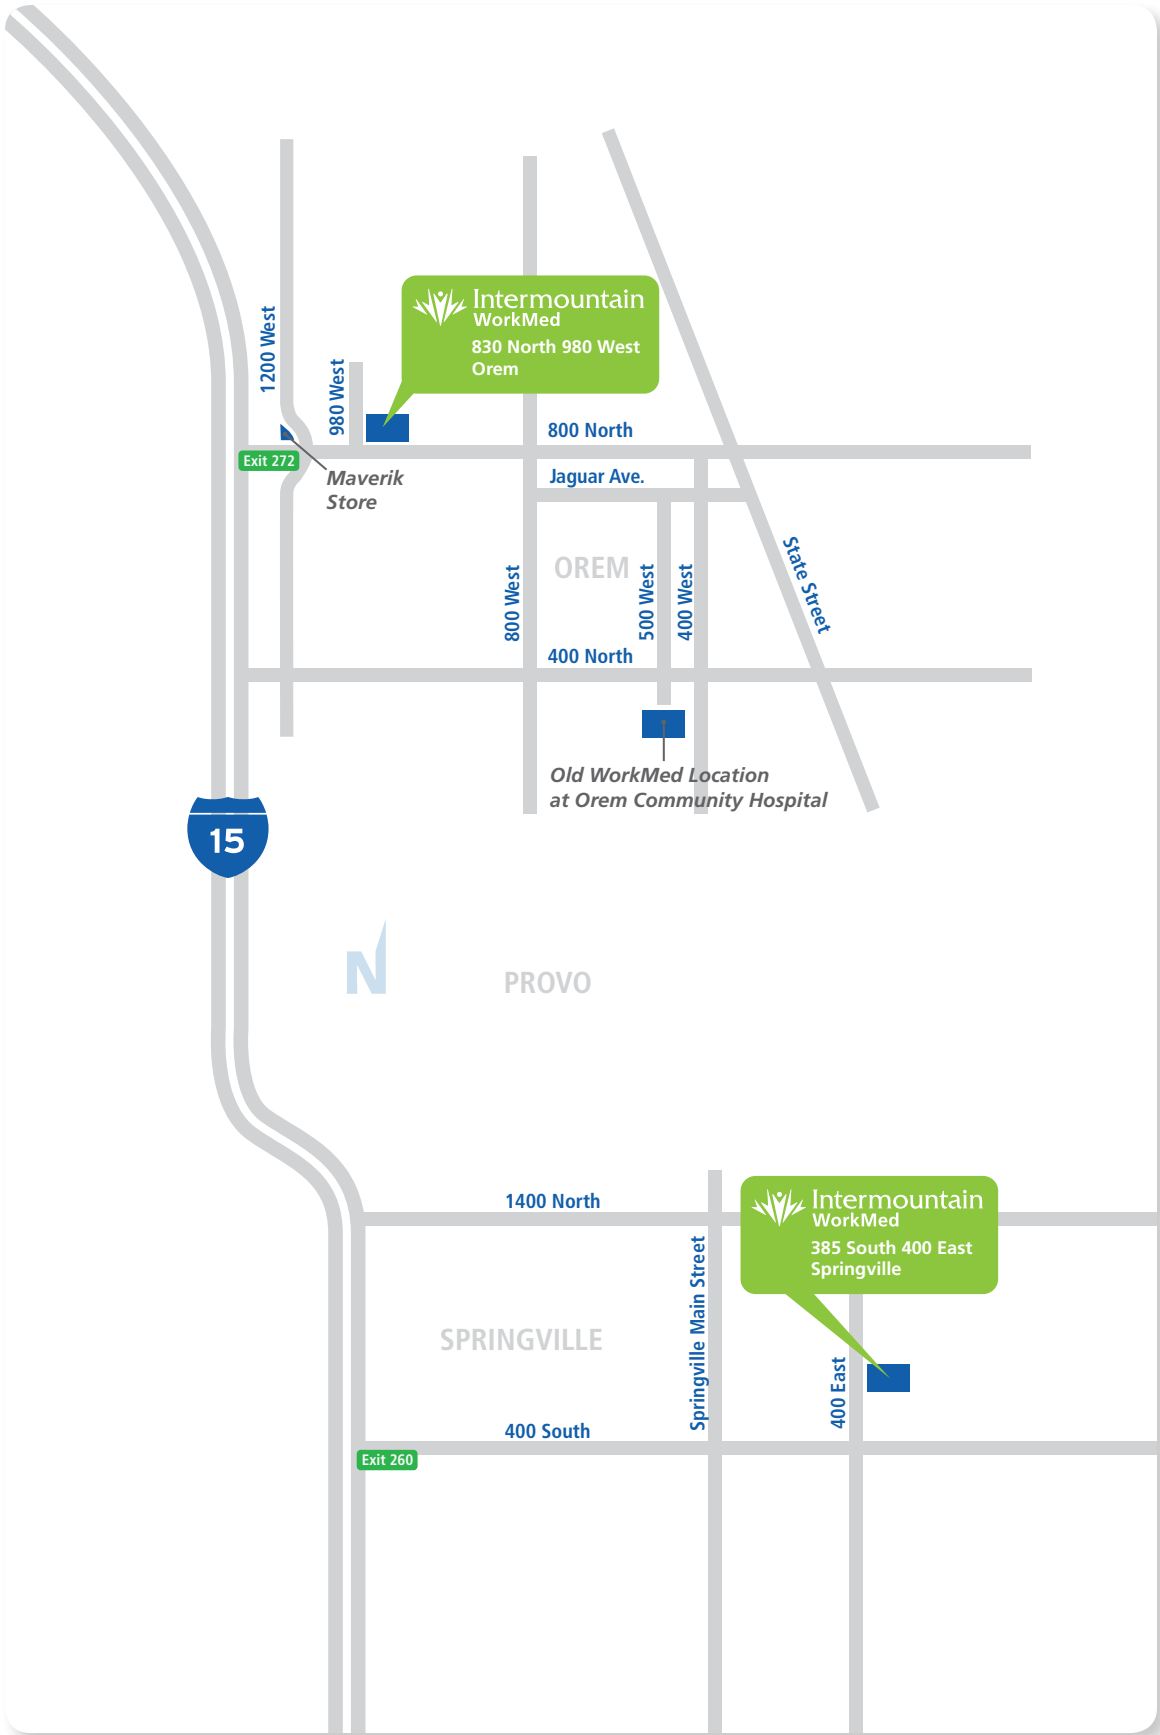 Intermountain
WorkMed
830 North 980 West
Orem
1200 West
980 West
800 North
Exit 272
Maverik
Store
Jaguar Ave.
OREM
State Street
800 West
500 West
400 West
400 North
Old WorkMed Location
at Orem Community Hospital
15
N
PROVO
1400 North
Intermountain
WorkMed
385 South 400 East
Springville
Springville Main Street
SPRINGVILLE
400 East
400 South
Exit 260